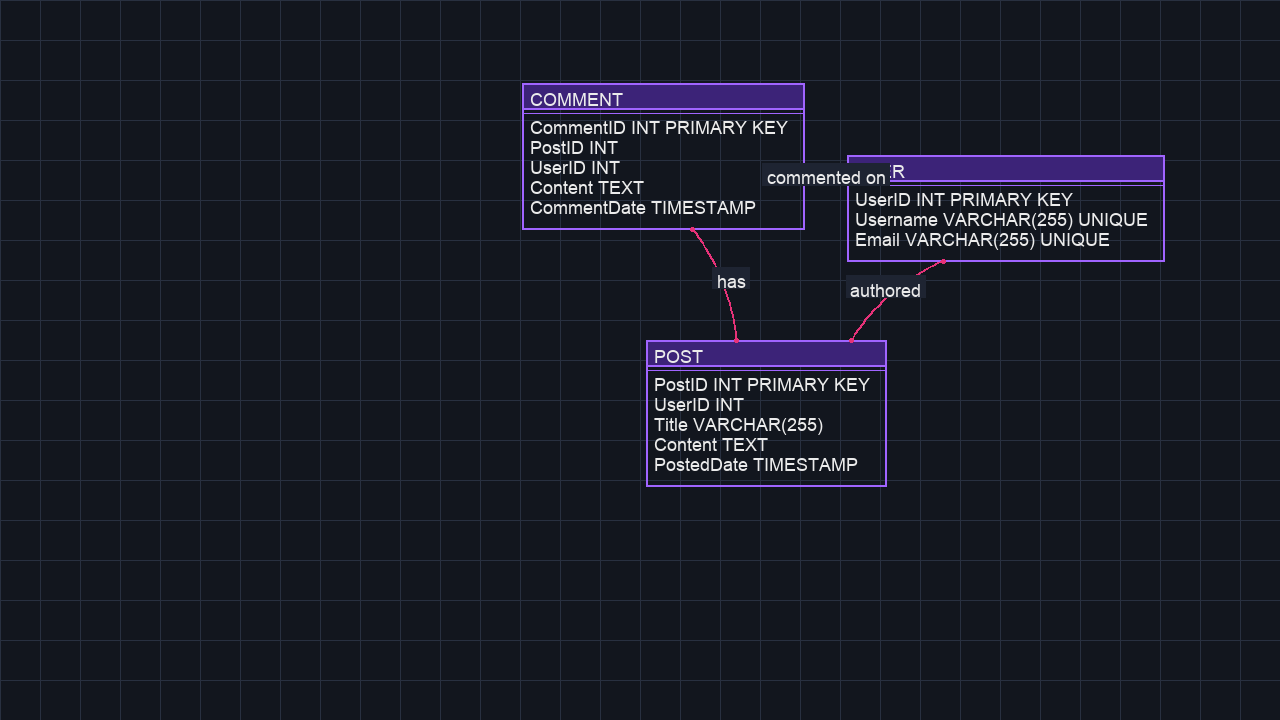 COMMENT
CommentID INT PRIMARY KEY
PostID INT
UserID INT
Content TEXT
CommentDate TIMESTAMP
commented on
UserID INT PRIMARY KEY
Username VARCHAR(255) UNIQUE
Email VARCHAR(255) UNIQUE
has
authored
POST
PostID INT PRIMARY KEY
UserID INT
Title VARCHAR(255)
Content TEXT
PostedDate TIMESTAMP